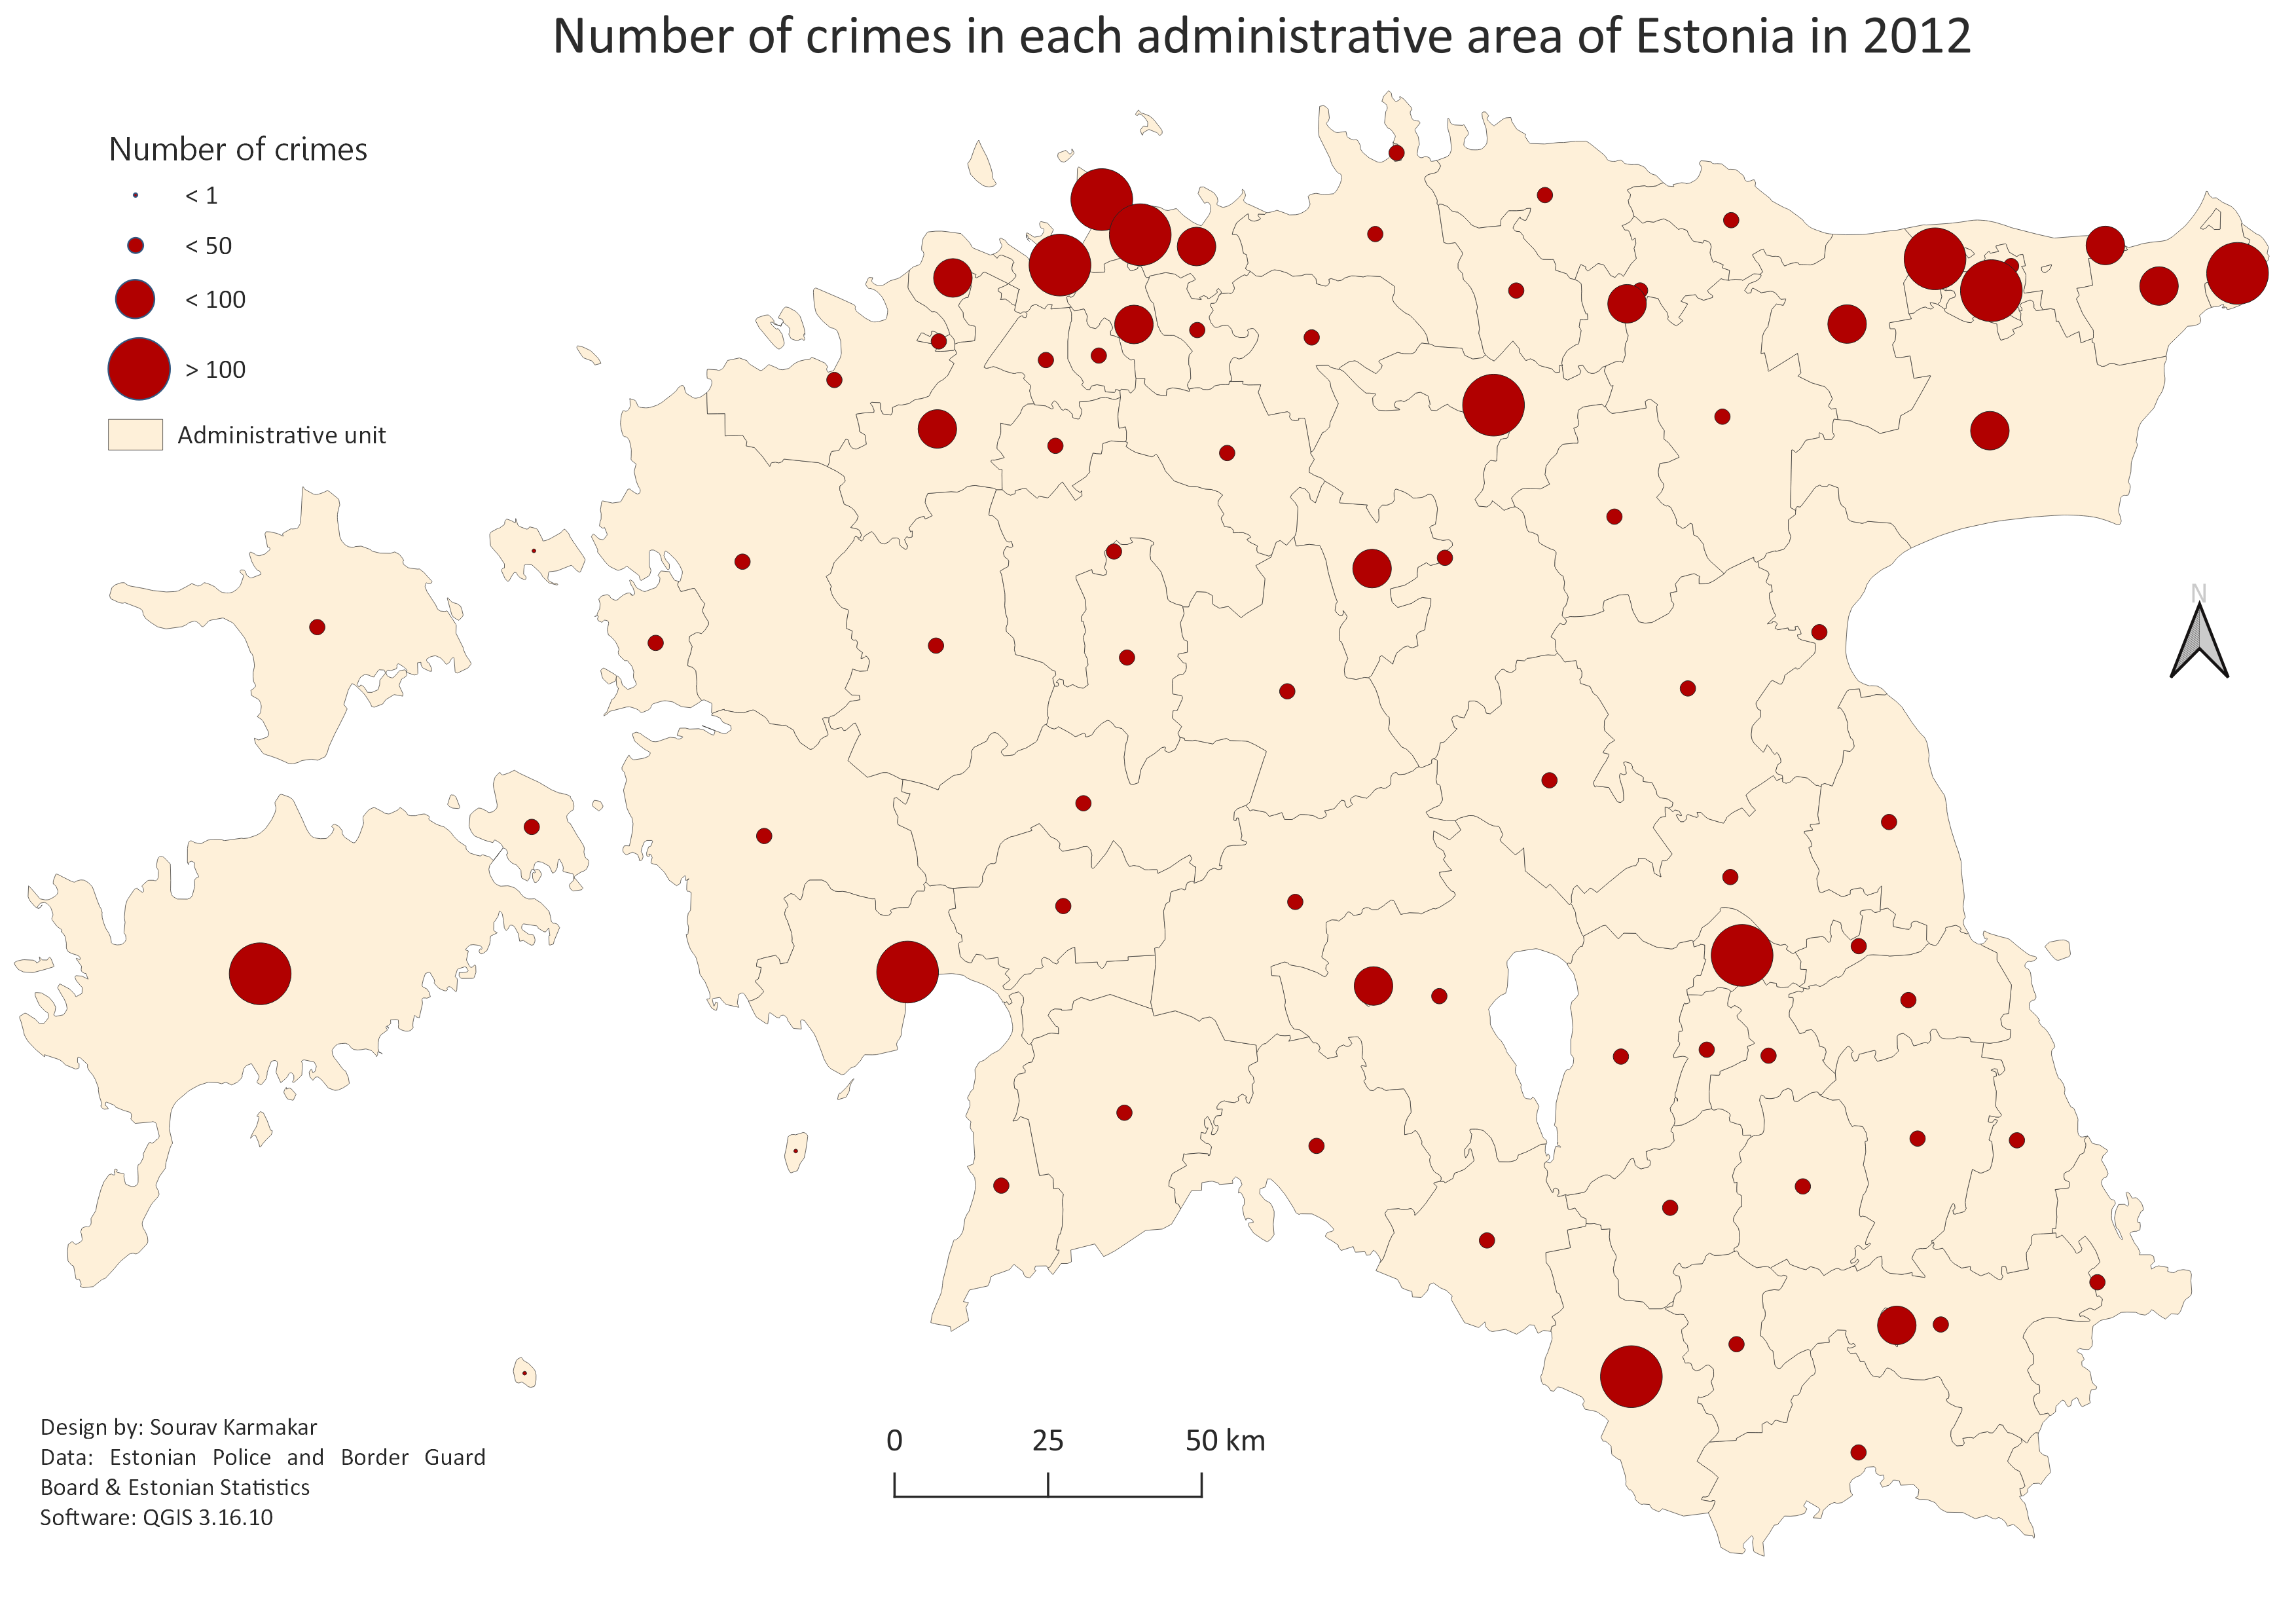 Number of crimes in each administrative area of Estonia in 2012
Number of crimes
< 1
< 50
< 100
> 100
Administrative unit
N
Design by: Sourav Karmakar
Data: Estonian Police and Border Guard
Board & Estonian Statistics
Software: QGIS 3.16.10
0 25 50 km